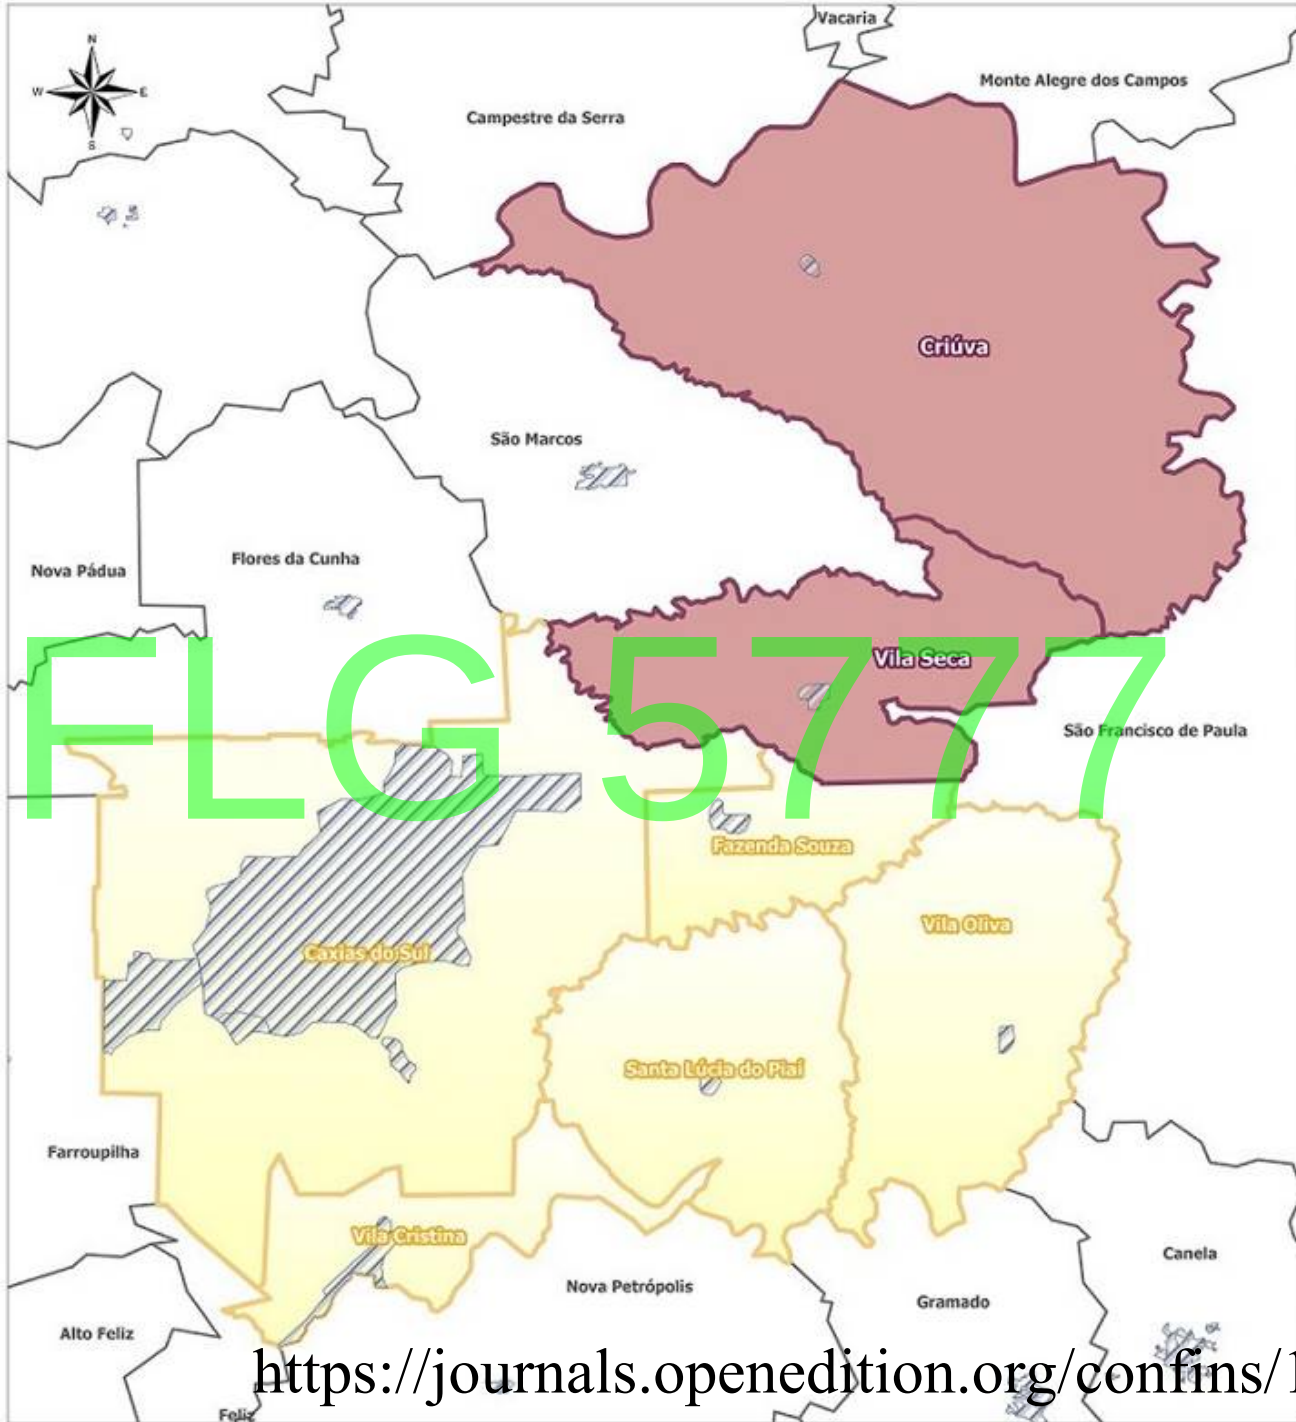 Vacaria
N
W
E
S
Monte Alegre dos Campos
Campestre da Serra
Criúva
São Marcos
Flores da Cunha
Nova Pádua
FLG 5777
Vila Seca
São Francisco de Paula
Fazenda Souza
Vila Oliva
Caxias do Sul
Santa Lúcia do Piaí
Farroupilha
Vila Cristina
Canela
Nova Petrópolis
Gramado
Alto Feliz
https://journals.openedition.org/confins/1
Feliz